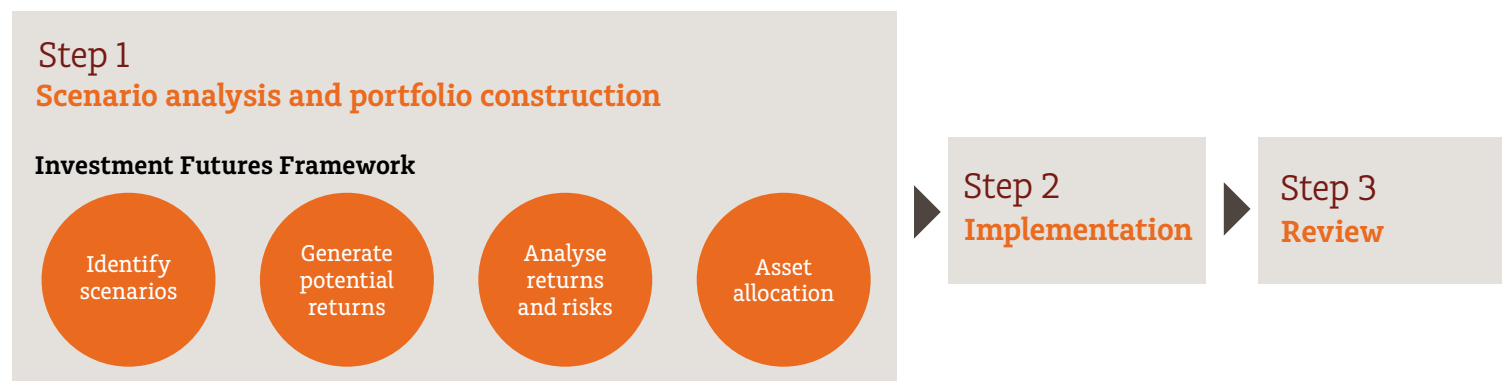 Step 1
Scenario analysis and portfolio construction
Investment Futures Framework
Identify
scenarios
Generate
potential
returns
Analyse
returns
and risks
Asset
allocation
Step 2
Implementation
Step 3
Review